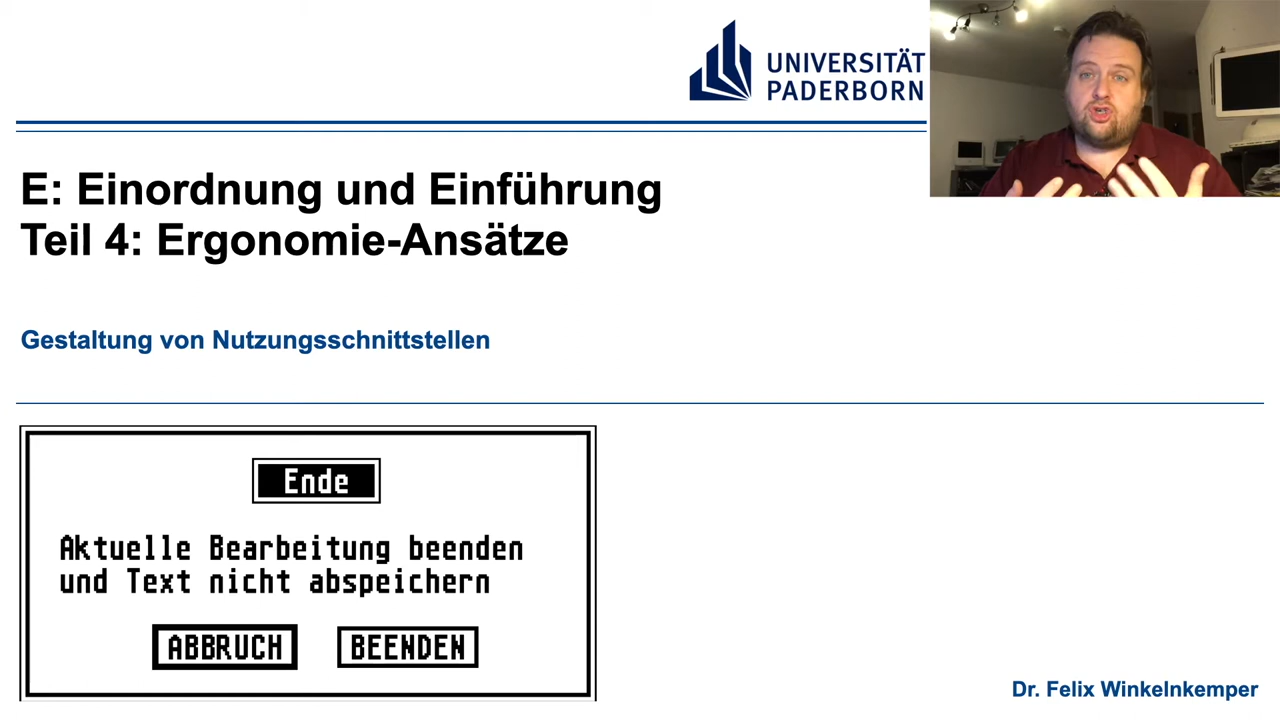 UNIVERSITÄT
PADERBORN
E: Einordnung und Einführung
Teil 4: Ergonomie-Ansätze
Gestaltung von Nutzungsschnittstellen
Ende
Aktuelle Bearbeitung beenden
und Text nicht abspeichern
ABBRUCH BEENDEN
Dr. Felix Winkelnkemper